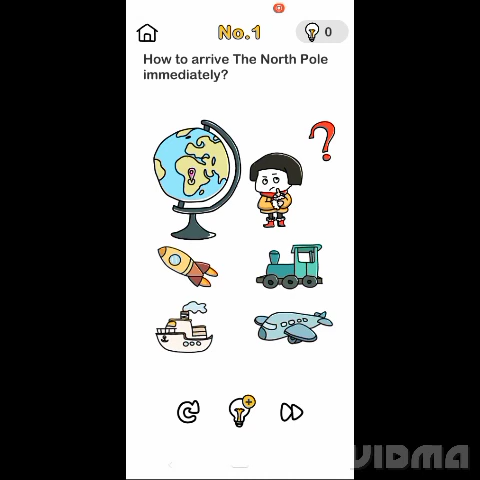 No.1
0
How to arrive The North Pole
immediately?
?
VIDMA